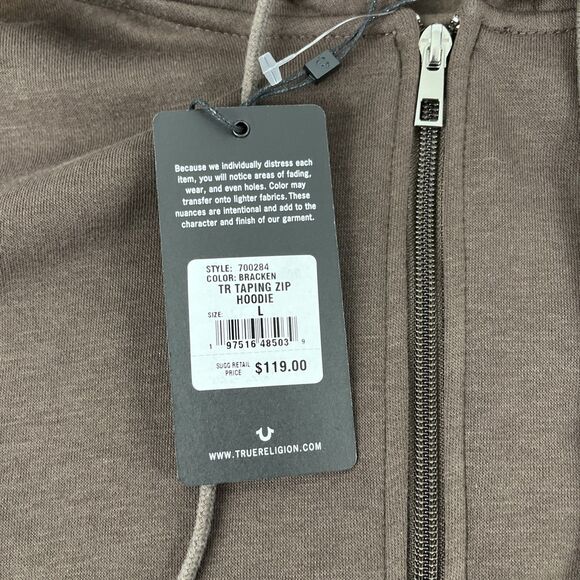 Because we individually distress each
item, you will notice areas of fading,
wear, and even holes. Color may
transfer onto lighter fabrics. These
nuances are intentional and add to the
character and finish of our garment.
STYLE: 700284
COLOR: BRACKEN
TR TAPING ZIP
HOODIE
SIZE: L
1 97516 48503 9
SUGG RETAIL
PRICE $119.00
WWW.TRUERELIGION.COM